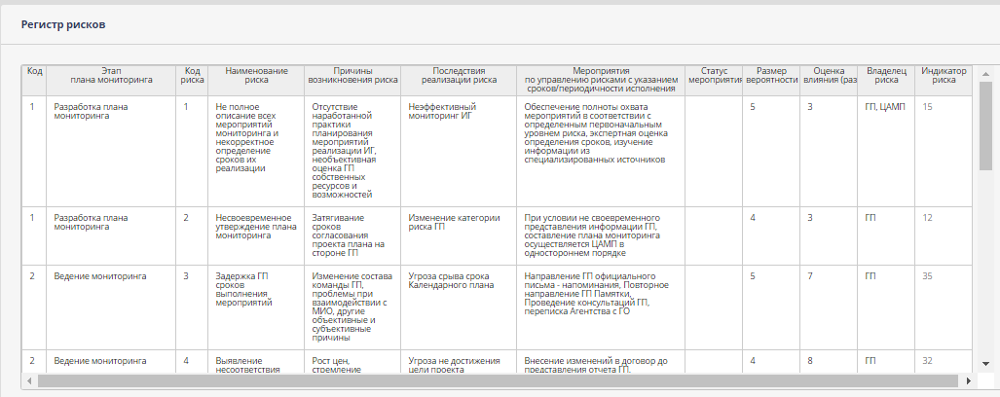 Регистр рисков
Код
Этап
плана мониторинга
Код
риска
Наименование
риска
Причины
возникновения риска
Последствия
реализации риска
Мероприятия
по управлению рисками с указанием
сроков/периодичности исполнения
Статус
мероприятия
Размер
вероятности
Оценка
влияния (раз
Владелец
риска
Индикатор
риска
1
Разработка плана
мониторинга
1
Не полное
описание всех
мероприятий
мониторинга и
некорректное
определение
сроков их
реализации
Отсутствие
наработанной
практики
планирования
мероприятий
реализации ИГ,
необъективная
оценка ГП
собственных
ресурсов и
возможностей
Неэффективный
мониторинг ИГ
Обеспечение полноты охвата
мероприятий в соответствии с
определенным первоначальным
уровнем риска, экспертная оценка
определения сроков, изучение
информации из
специализированных источников
5
3
ГП, ЦАМП
15
1
Разработка плана
мониторинга
2
Несвоевременное
утверждение плана
мониторинга
Затягивание
сроков
согласования
проекта плана на
стороне ГП
Изменение категории
риска ГП
При условии не своевременного
представления информации ГП,
составление плана мониторинга
осуществляется ЦАМП в
одностороннем порядке
4
3
ГП
12
2
Ведение мониторинга
3
Задержка ГП
сроков
выполнения
мероприятий
Изменение состава
команды ГП,
проблемы при
взаимодействии с
МИО, другие
объективные и
субъективные
причины
Угроза срыва срока
Календарного плана
Направление ГП официального
письма - напоминания, Повторное
направление ГП Памятки,
Проведение консультаций ГП,
переписка Агентства с ГО
5
7
ГП
35
2
Ведение мониторинга
4
Выявление
несоответствия
Рост цен,
стремление
Угроза не достижения
цели проекта
Внесение изменений в договор до
представления отчета ГП.
4
8
ГП
32